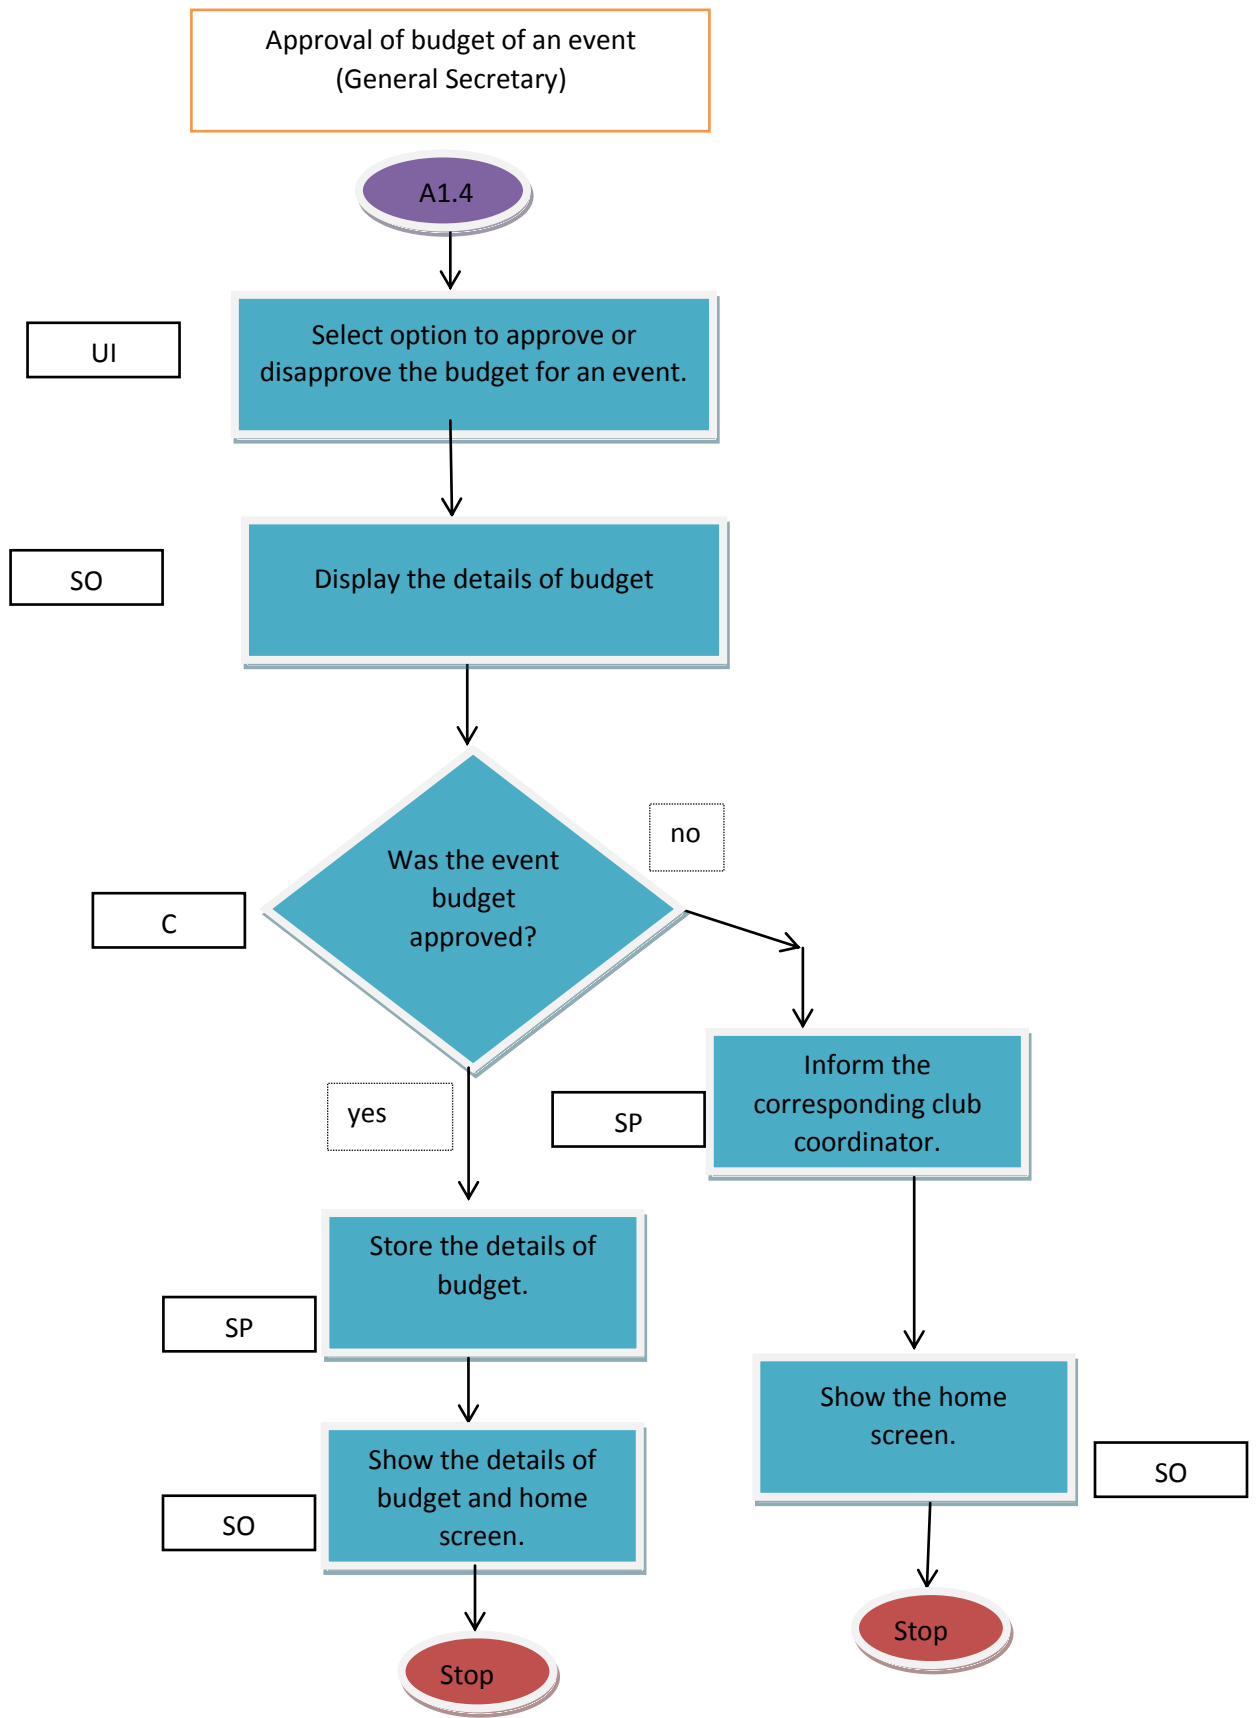 Approval of budget of an event
(General Secretary)
A1.4
UI
Select option to approve or
disapprove the budget for an event.
SO
Display the details of budget
C
Was the event
budget
approved?
no
yes
SP
Inform the
corresponding club
coordinator.
Store the details of
budget.
SP
Show the home
screen.
SO
Show the details of
budget and home
screen.
SO
Stop
Stop